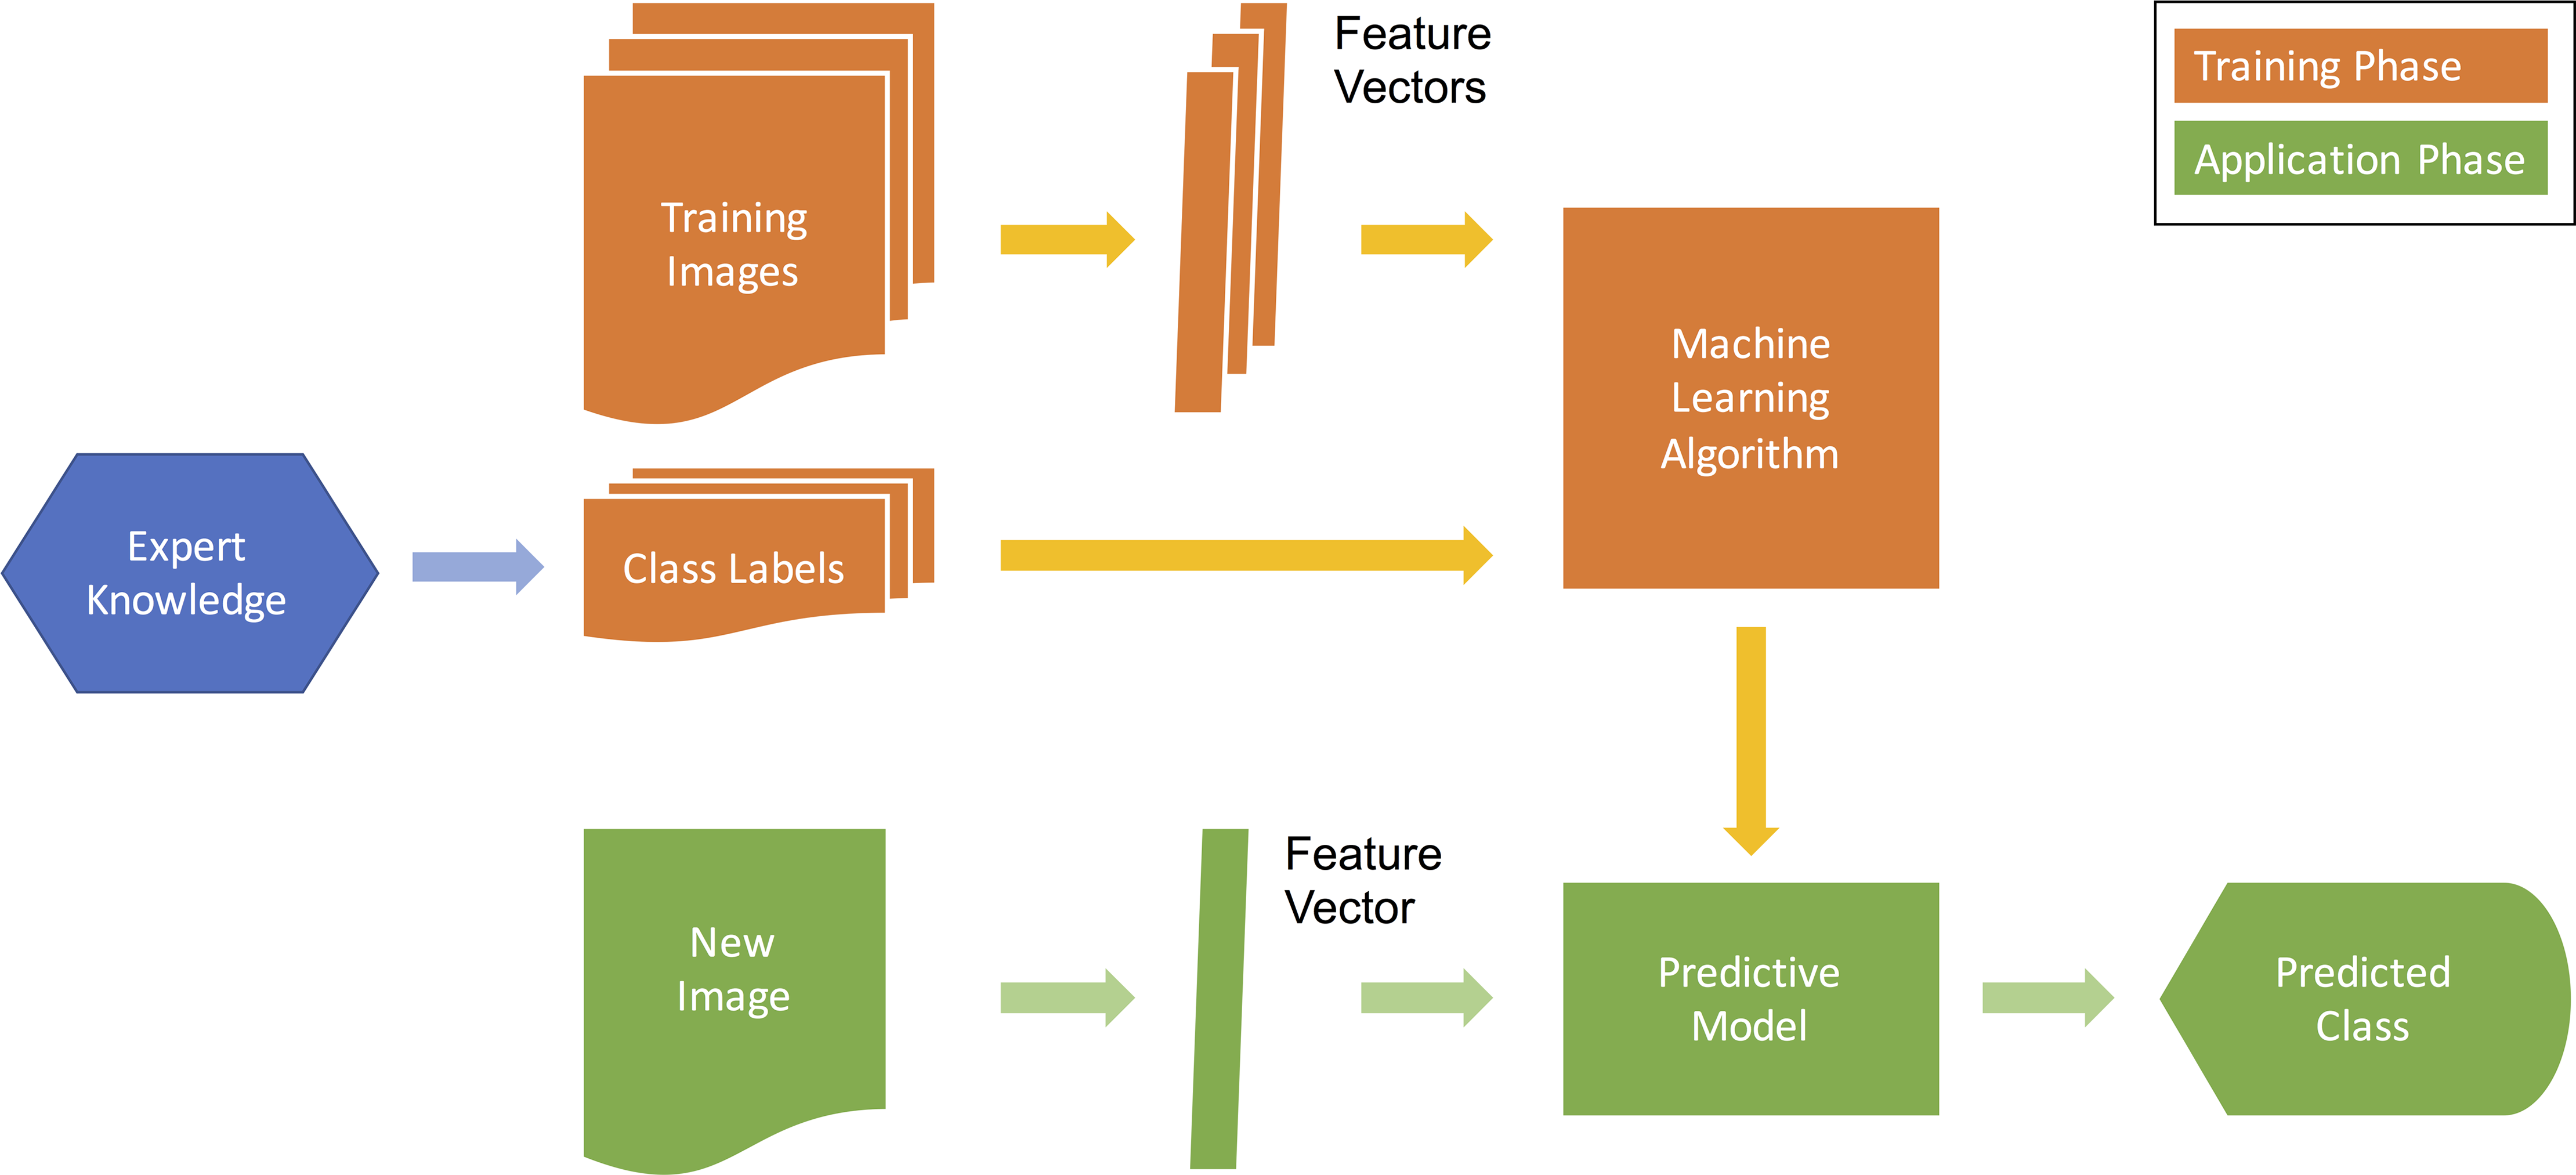 Feature
Vectors
Training Phase
Application Phase
Training
Images
Machine
Learning
Algorithm
Expert
Knowledge
Class Labels
Feature
Vector
New
Image
Predictive
Model
Predicted
Class